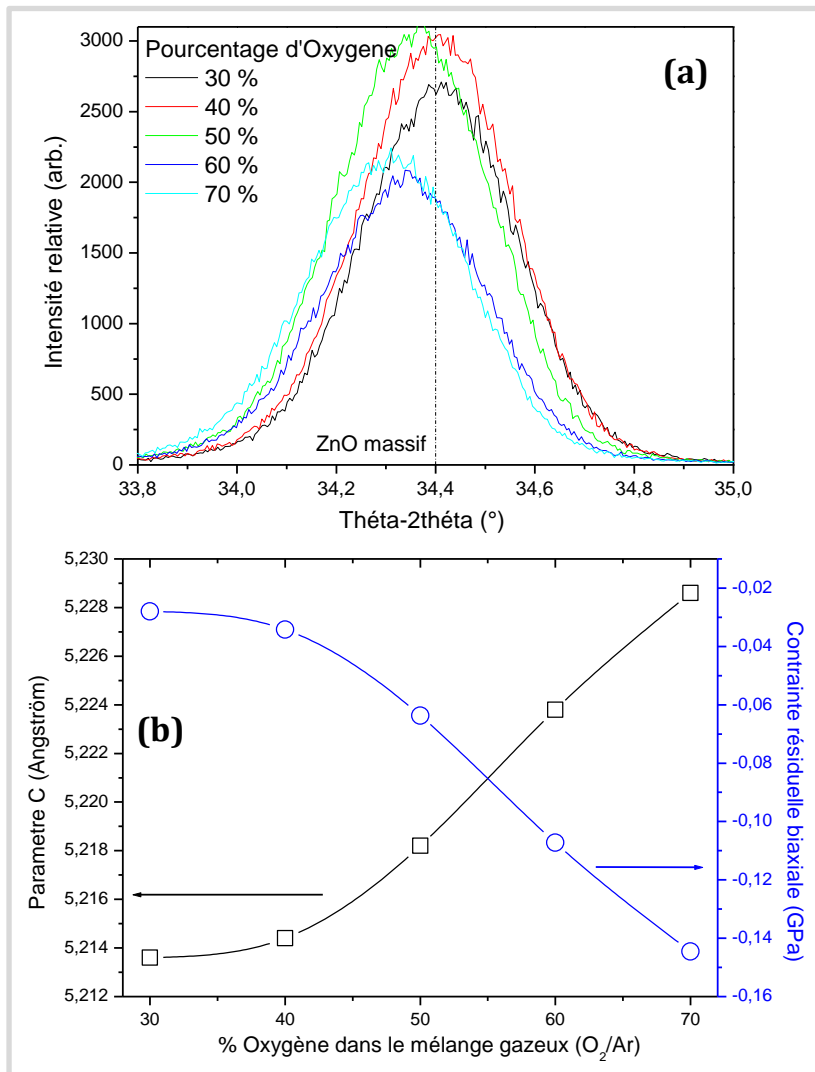 (a)
Pourcentage d'Oxygene
30 %
40 %
50 %
60 %
70 %
ZnO massif
Intensité relative (arb.)
3000
2500
2000
1500
1000
500
0
33,8 34,0 34,2 34,4 34,6 34,8 35,0
Théta-2théta (°)
(b)
Parametre C (Angström)
5,230
5,228
5,226
5,224
5,222
5,220
5,218
5,216
5,214
5,212
-0,02
-0,04
-0,06
-0,08
-0,10
-0,12
-0,14
-0,16
Contrainte résiduelle biaxiale (GPa)
30 40 50 60 70
% Oxygène dans le mélange gazeux (O2/Ar)